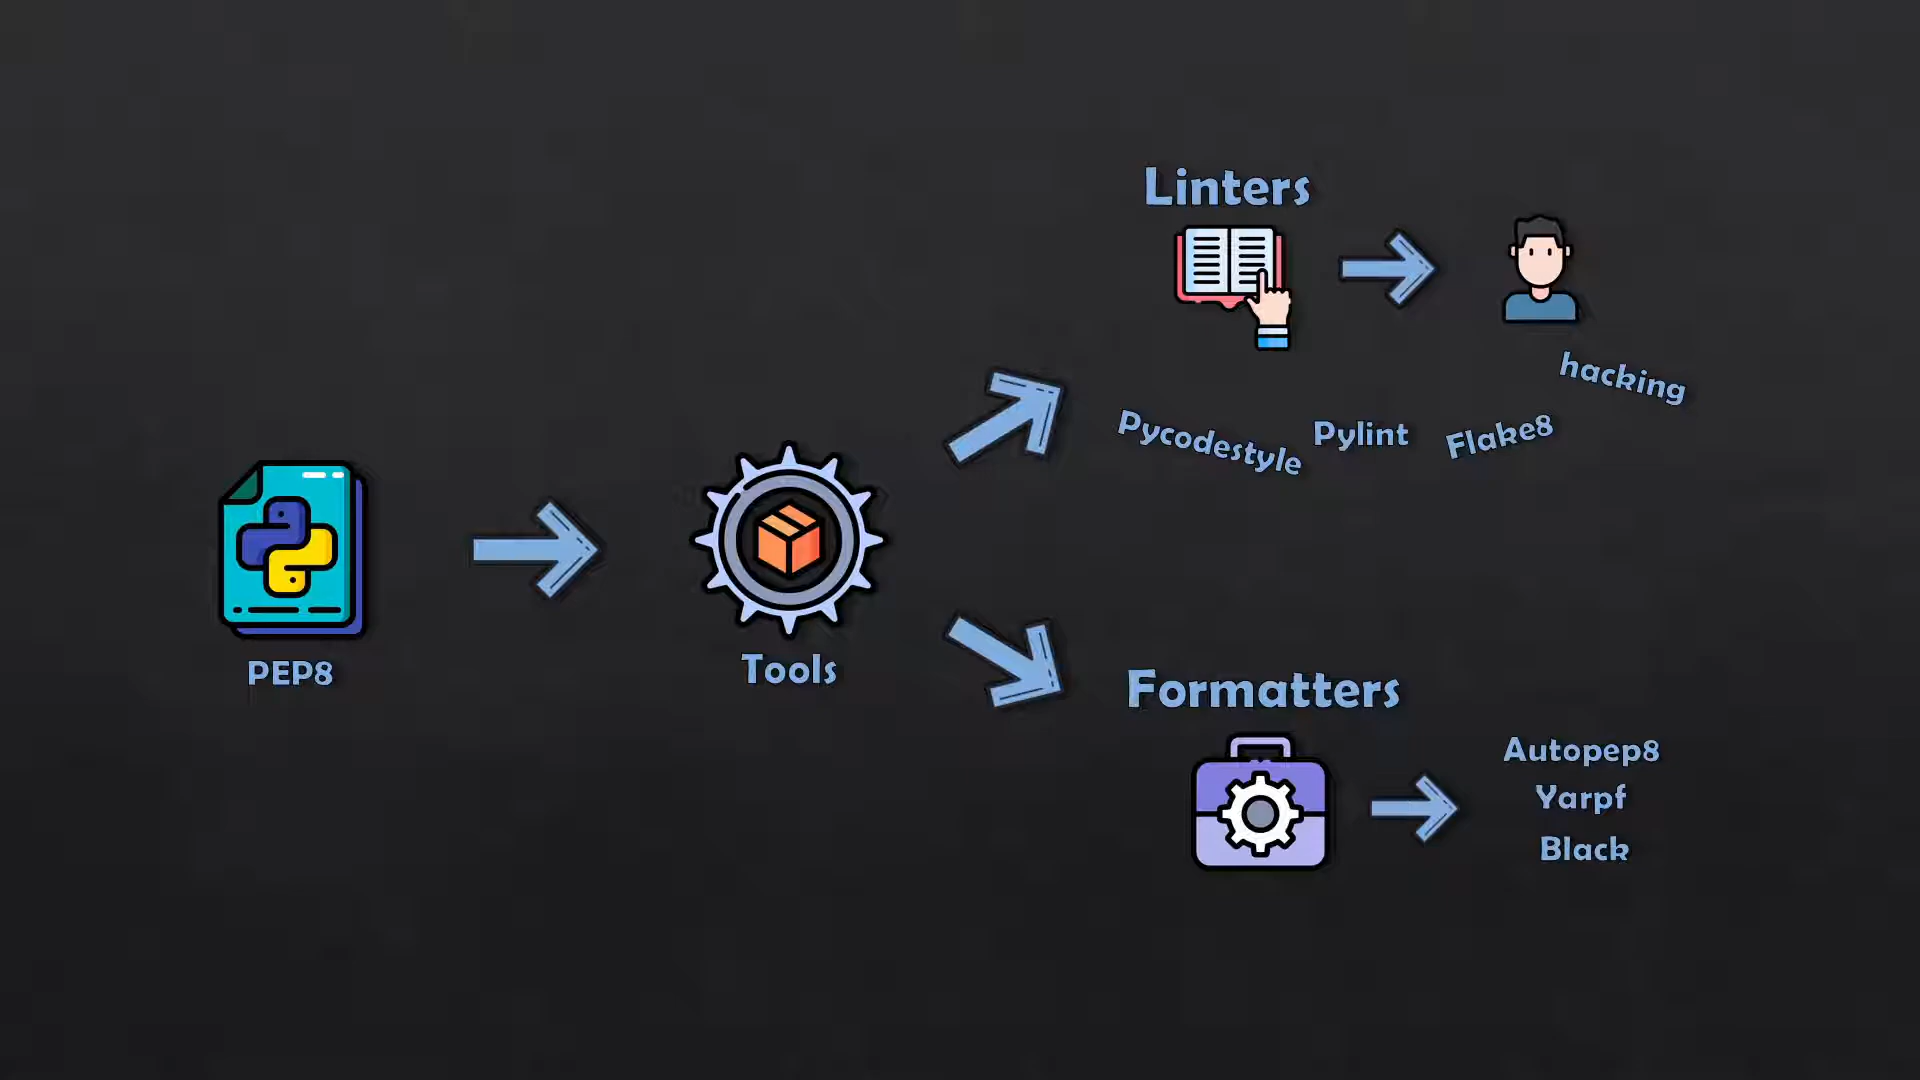 Linters
hacking
Pycodestyle
Pylint
Flake8
PEP8
Tools
Formatters
Autopep8
Yarpf
Black